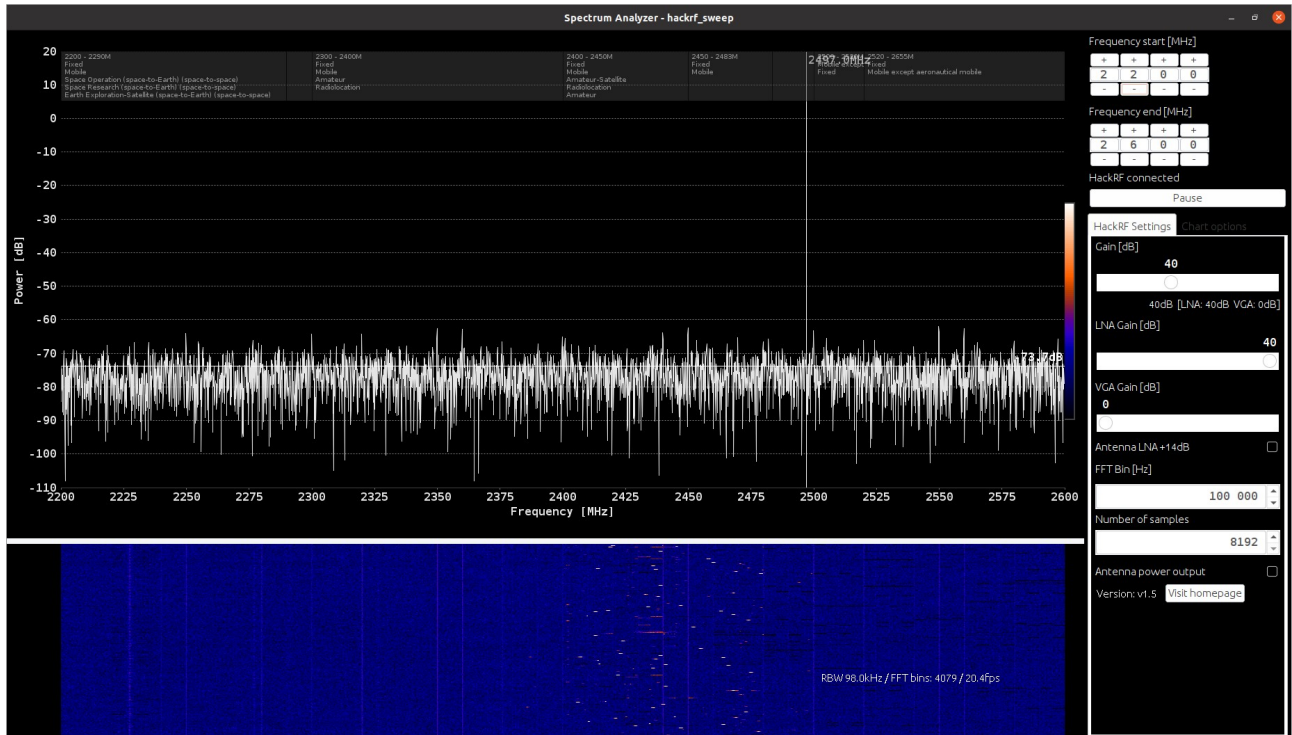 Spectrum Analyzer - hackrf_sweep
Frequency start [MHz]
+ + + +
2 2 0 0
- - - -
Frequency end [MHz]
+ + + +
2 6 0 0
- - - -
HackRF connected
Pause
HackRF Settings Chart options
Gain [dB]
40
40dB [LNA: 40dB VGA: 0dB]
LNA Gain [dB]
40
VGA Gain [dB]
0
Antenna LNA +14dB
FFT Bin [Hz]
100 000
Number of samples
8192
Antenna power output
Version: v1.5 Visit homepage
2200 - 2290M
Fixed
Mobile
Space Operation (space-to-Earth) (space-to-space)
Space Research (space-to-Earth) (space-to-space)
Earth Exploration-Satellite (space-to-Earth) (space-to-space)
2300 - 2400M
Fixed
Mobile
Amateur
Radiolocation
2400 - 2450M
Fixed
Mobile
Amateur-Satellite
Radiolocation
Amateur
2450 - 2483M
Fixed
Mobile
2497.0MHz
Fixed
2520 - 2655M
Fixed
Mobile except aeronautical mobile
Power [dB]
20
10
0
-10
-20
-30
-40
-50
-60
-70
-80
-90
-100
-110
-73.7dB
2200 2225 2250 2275 2300 2325 2350 2375 2400 2425 2450 2475 2500 2525 2550 2575 2600
Frequency [MHz]
RBW 98.0kHz / FFT bins: 4079 / 20.4fps